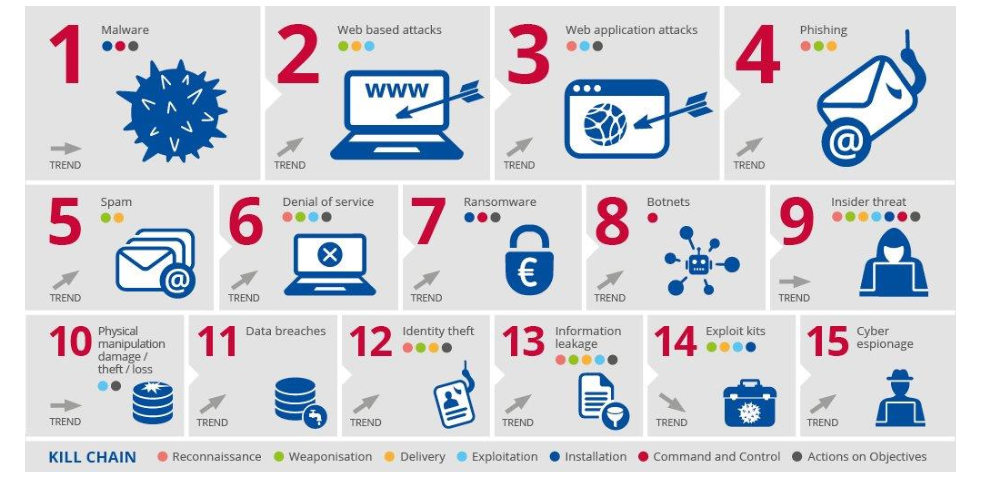 1 Malware
TREND
2 Web based attacks
WWW
TREND
3 Web application attacks
TREND
4 Phishing
@
TREND
5 Spam
@
TREND
6 Denial of service
TREND
7 Ransomware
€
TREND
8 Botnets
TREND
9 Insider threat
TREND
10 Physical
manipulation
damage /
theft / loss
TREND
11 Data breaches
TREND
12 Identity theft
TREND
13 Information
leakage
TREND
14 Exploit kits
TREND
15 Cyber
espionage
TREND
KILL CHAIN Reconnaissance Weaponisation Delivery Exploitation Installation Command and Control Actions on Objectives